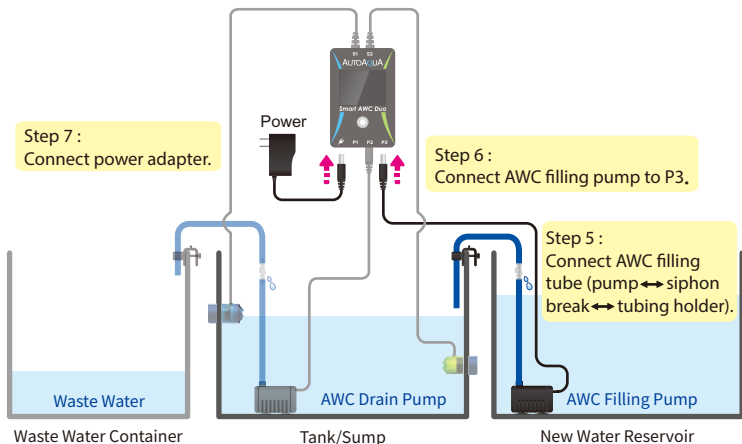 S1 S2
AUTOAQUA
Smart AWC Duo
P1 P2 P3
Power
Step 7 :
Connect power adapter.
Step 6 :
Connect AWC filling pump to P3.
Step 5 :
Connect AWC filling
tube (pump↔siphon
break↔tubing holder).
Waste Water
AWC Drain Pump
AWC Filling Pump
Waste Water Container
Tank/Sump
New Water Reservoir